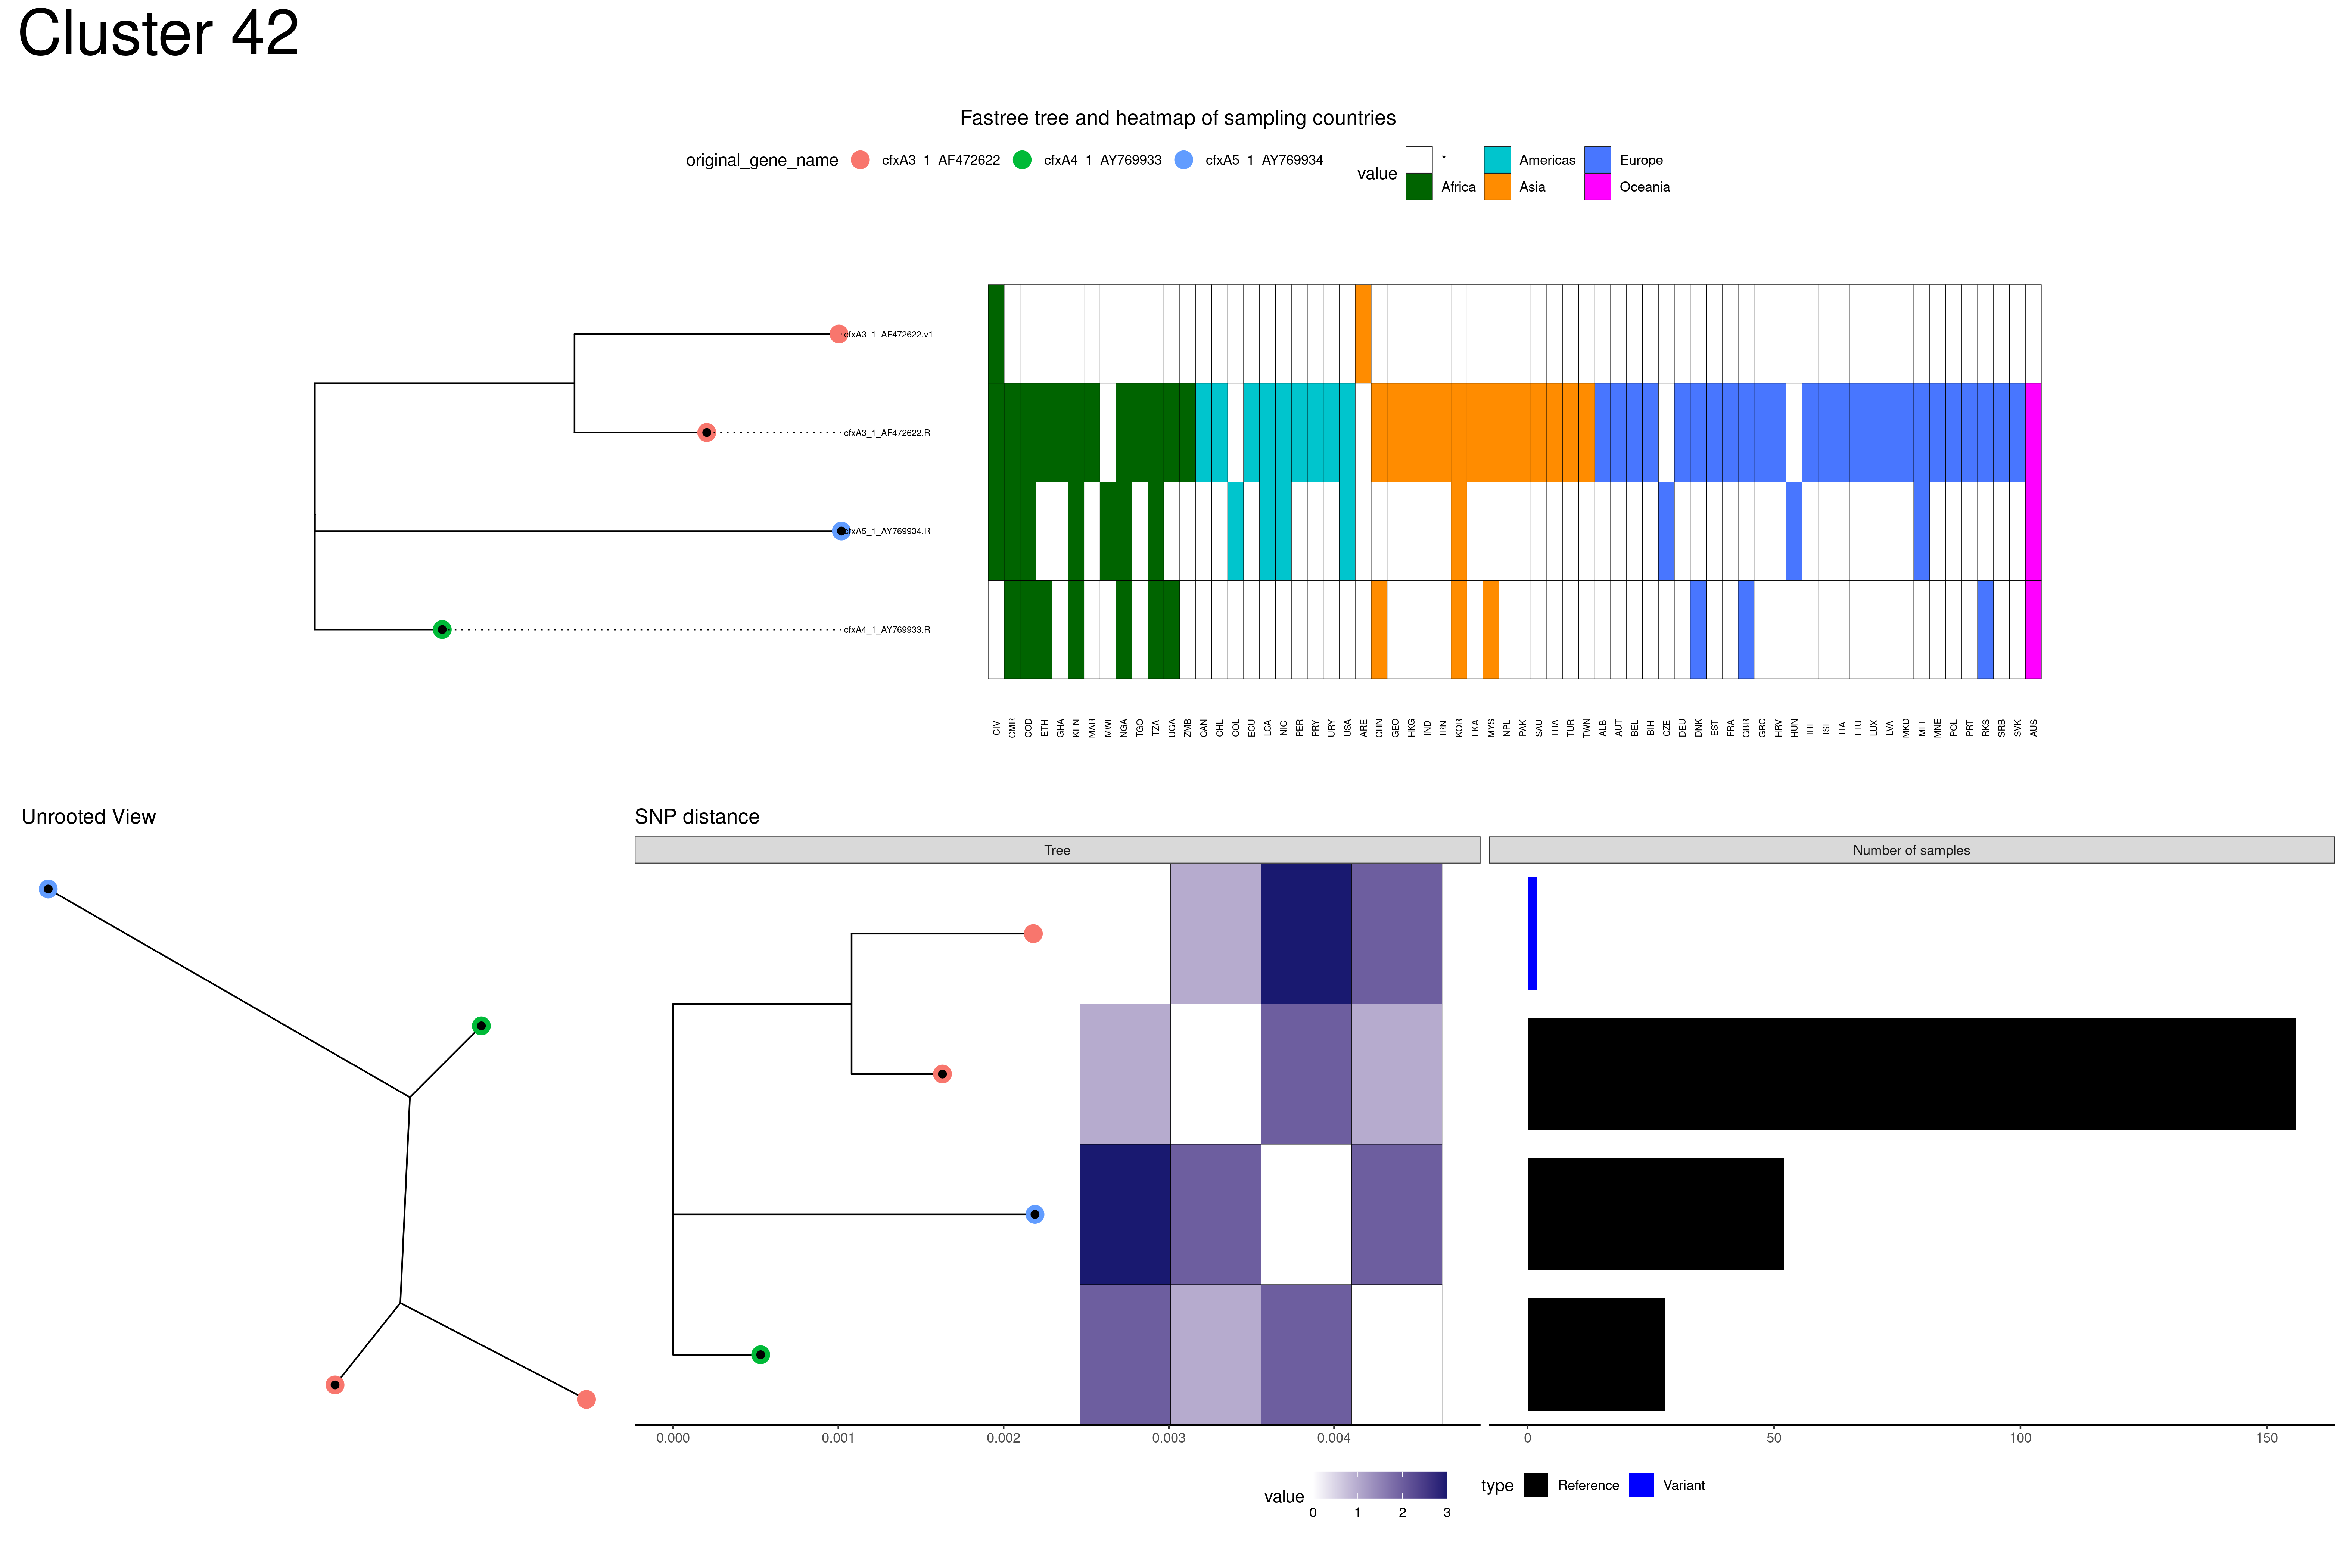 Cluster 42
Fastree tree and heatmap of sampling countries
original_gene_name cfxA3_1_AF472622 cfxA4_1_AY769933 cfxA5_1_AY769934
value * Americas Europe
Africa Asia Oceania
cfxA3_1_AF472622.v1
cfxA3_1_AF472622.R
cfxA5_1_AY769934.R
cfxA4_1_AY769933.R
CIV CMR COD ETH GHA KEN MAR MWI NGA TGO TZA UGA ZMB CAN CHL COL ECU LCA NIC PER PRY URY USA ARE CHN GEO HKG IND IRN KOR LKA MYS NPL PAK SAU THA TUR TWN ALB AUT BEL BIH CZE DEU DNK EST FRA GBR GRC HRV HUN IRL ISL ITA LTU LUX LVA MKD MLT MNE POL PRT RKS SRB SVK AUS
Unrooted View
SNP distance
Tree
Number of samples
0.000 0.001 0.002 0.003 0.004
0 50 100 150
value
0 1 2 3
type Reference Variant